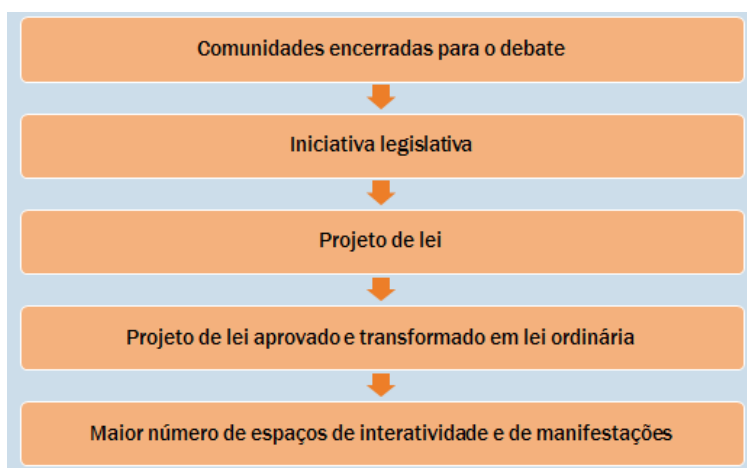 Comunidades encerradas para o debate
Iniciativa legislativa
Projeto de lei
Projeto de lei aprovado e transformado em lei ordinária
Maior número de espaços de interatividade e de manifestações